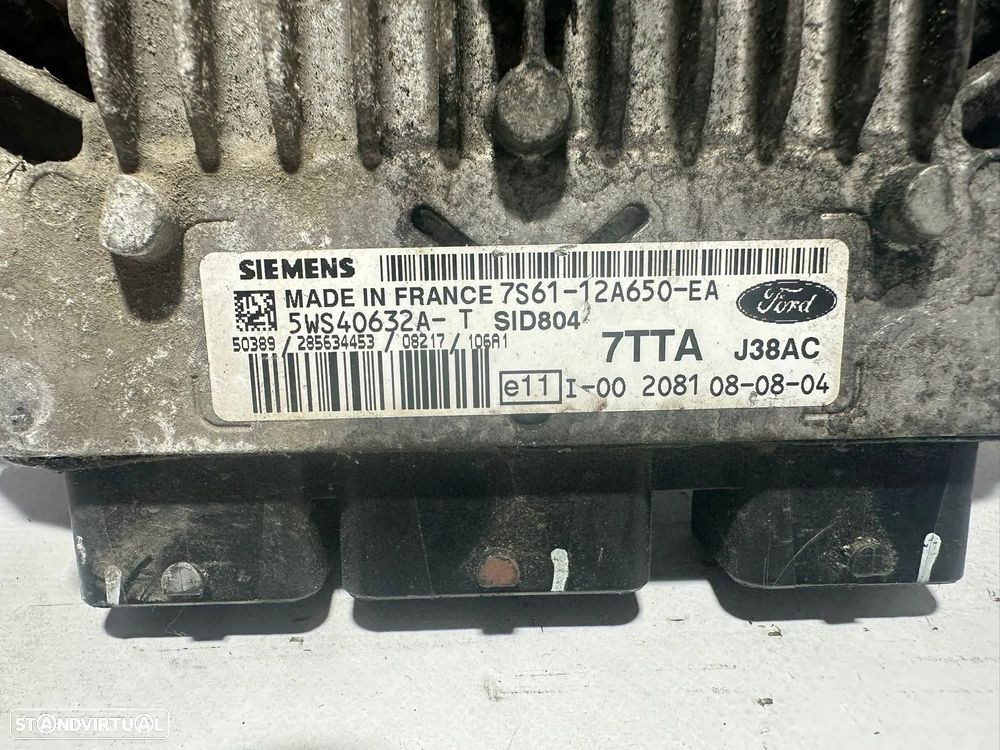 SIEMENS
MADE IN FRANCE 7S61-12A650-EA
Ford
5WS40632A- T SID804
50389 / 285634453 / 08217 / 106A1
7TTA J38AC
e11 I-00 2081 08-08-04
STANDVIRTUAL